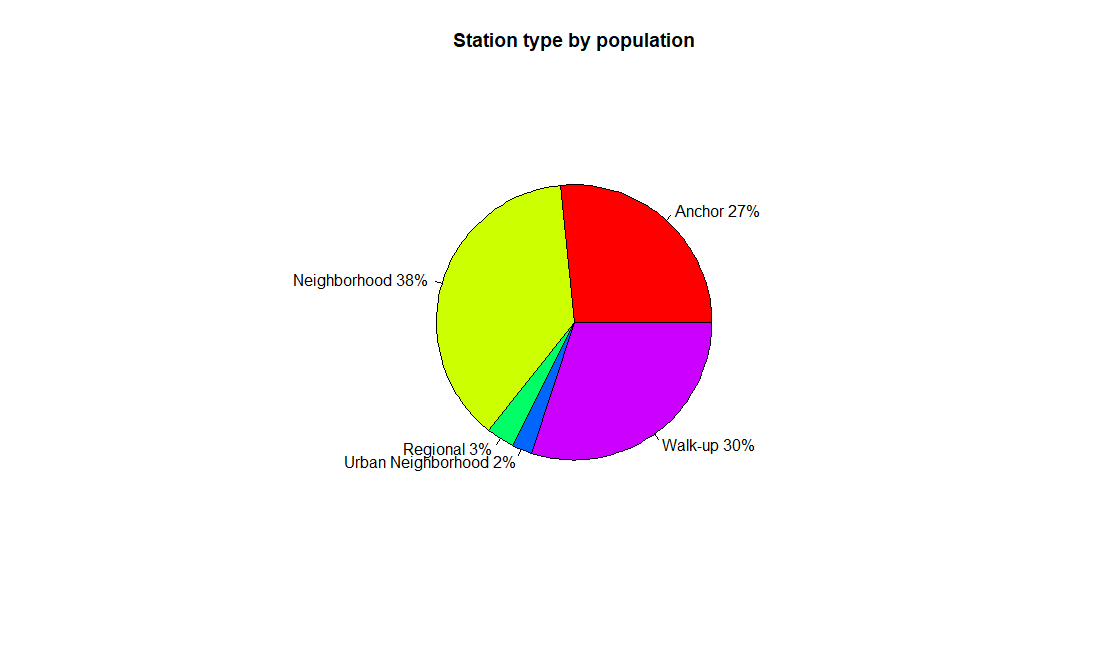 Station type by population
Anchor 27%
Neighborhood 38%
Regional 3%
Urban Neighborhood 2%
Walk-up 30%